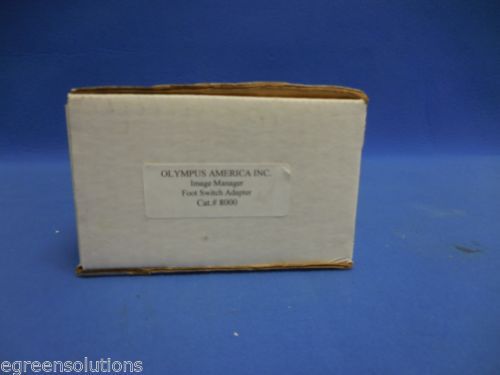 OLYMPUS AMERICA INC.
Image Manager
Foot Switch Adapter
Cat.# 8000
egreensolutions